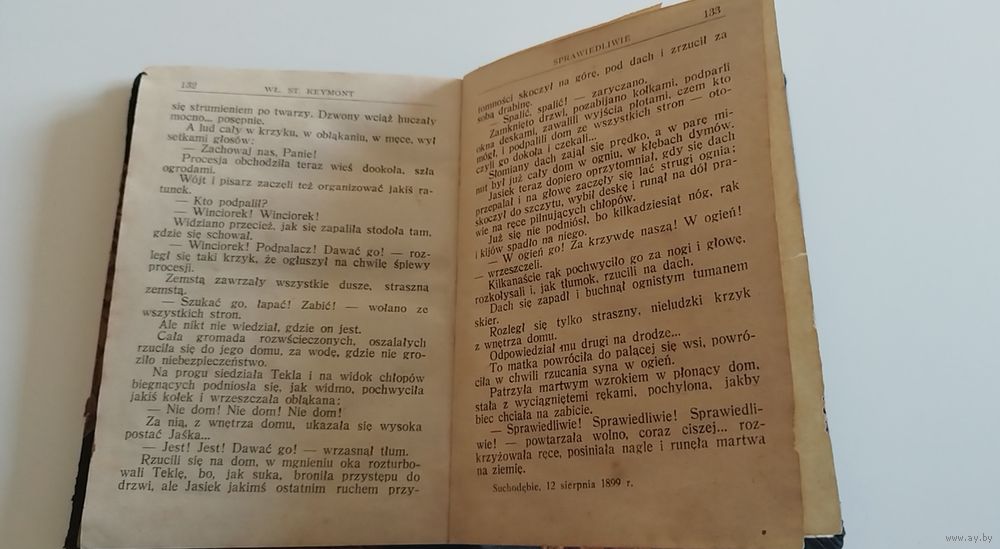 132
WŁ. ST. REYMONT
się strumieniem po twarzy. Dzwony wciąż huczały
mocno... posępnie.
A lud cały w krzyku, w obłąkaniu, w męce, wył
setkami głosów:
— Zachowaj nas, Panie!
Procesja obchodziła teraz wieś dookoła, szła
ogrodami.
Wójt i pisarz zaczęli też organizować jakiś ra-
tunek.
— Kto podpalił?
— Winciorek! Winciorek!
Widziano przecież, jak się zapaliła stodoła tam,
gdzie się schował.
— Winciorek! Podpalacz! Dawać go! — roz-
legł się taki krzyk, że ogłuszył na chwilę śpiewy
procesji.
Zemstą zawrzały wszystkie dusze, straszną
zemstą.
— Szukać go, łapać! Zabić! — wołano ze
wszystkich stron.
Ale nikt nie wiedział, gdzie on jest.
Cała gromada rozwścieczonych, oszalałych
rzuciła się do jego domu, za wodę, gdzie nie gro-
ziło niebezpieczeństwo.
Na progu siedziała Tekla i na widok chłopów
biegnących podniosła się, jak widmo, pochwyciła
jakiś kołek i wrzeszczała obłąkana:
— Nie dom! Nie dom! Nie dom!
Za nią, z wnętrza domu, ukazała się wysoka
postać Jaśka...
— Jest! Jest! Dawać go! — wrzasnął tłum.
Rzucili się na dom, w mgnieniu oka rozturbo-
wali Teklę, bo, jak suka, broniła przystępu do
drzwi, ale Jasiek jakimś ostatnim ruchem przy-
SPRAWIEDLIWIE
133
tomności skoczył na górę, pod dach i zrzucił za
sobą drabinę.
— Spalić, spalić! — zaryczano.
Zamknięto drzwi, pozabijano kołkami, podparli
okna deskami, zawalili wyjścia płotami, czem kto
mógł, i podpalili dom ze wszystkich stron — oto-
czyli go dokoła i czekali...
Słomiany dach zajął się prędko, a w parę mi-
nut był już cały dom w ogniu, w kłębach dymów.
Jasiek teraz dopiero oprzytomniał, gdy się dach
przepalał i na głowę zaczęły się lać strugi ognia;
skoczył do szczytu, wybił deskę i runął na dół pra-
wie na ręce pilnujących chłopów.
Już się nie podniósł, bo kilkadziesiąt nóg, rąk
i kijów spadło na niego.
— W ogień go! Za krzywdę naszą! W ogień!
— wrzeszczeli.
Kilkanaście rąk pochwyciło go za nogi i głowę,
rozkołysali i, jak tłumok, rzucili na dach.
Dach się zapadł i buchnął ognistym tumanem
skier.
Rozległ się tylko straszny, nieludzki krzyk
z wnętrza domu.
Odpowiedział mu drugi na drodze...
To matka powróciła do palącej się wsi, powró-
ciła w chwili rzucania syna w ogień.
Patrzyła martwym wzrokiem w płonący dom,
stała z wyciągniętemi rękami, pochylona, jakby
biec chciała na zabicie.
— Sprawiedliwie! Sprawiedliwie! Sprawiedli-
wie! — powtarzała wolno, coraz ciszej... roz-
krzyżowała ręce, posiniała nagle i runęła martwa
na ziemię.
Suchodębie, 12 sierpnia 1899 r.
www.ay.by